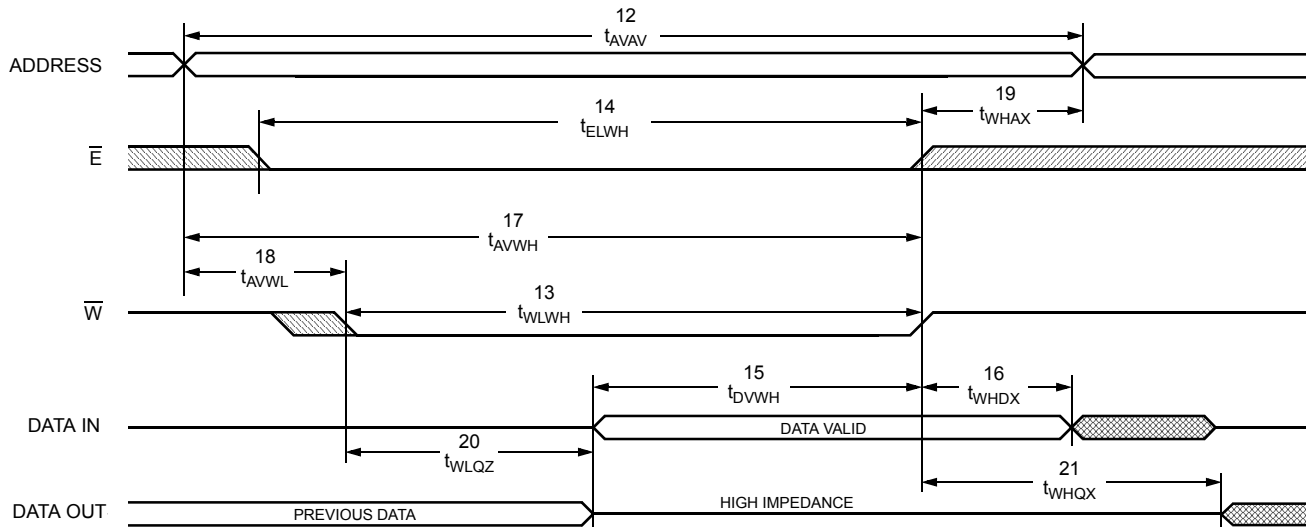 12
tAVAV
ADDRESS
14
tELWH
19
tWHAX
E
17
tAVWH
18
tAVWL
W
13
tWLWH
15
tDVWH
16
tWHDX
DATA IN
DATA VALID
20
tWLQZ
21
tWHQX
DATA OUT
PREVIOUS DATA
HIGH IMPEDANCE